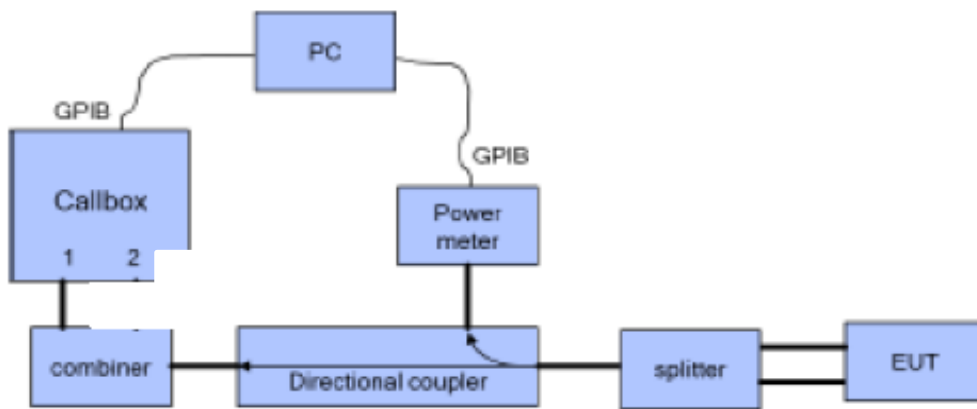 PC
GPIB
GPIB
Callbox
Power
meter
1 2
combiner
Directional coupler
splitter
EUT